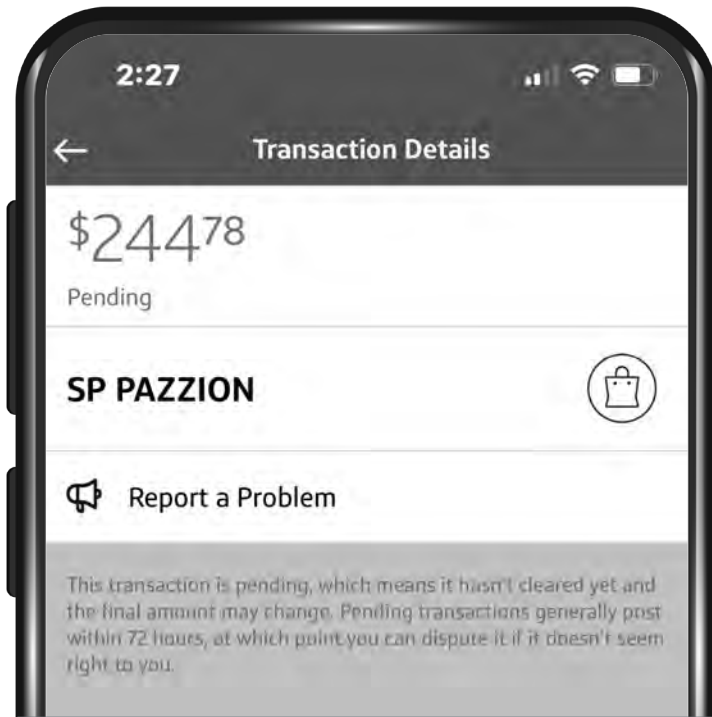 2:27
Transaction Details
$244⁷⁸
Pending
SP PAZZION
Report a Problem
This transaction is pending, which means it hasn't cleared yet and
the final amount may change. Pending transactions generally post
within 72 hours, at which point you can dispute it if it doesn't seem
right to you.